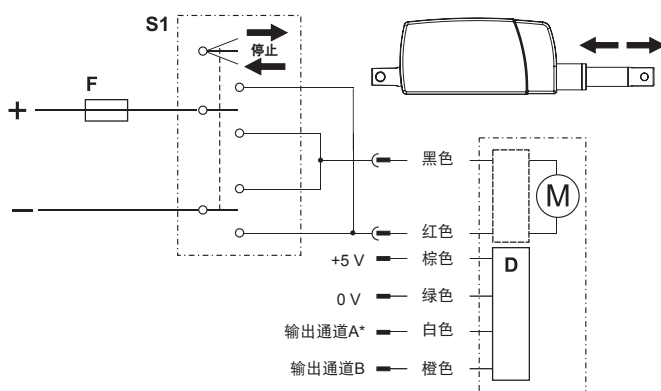 S1
停止
F
+
−
黑色
M
红色
+5 V 棕色
D
0 V 绿色
输出通道A* 白色
输出通道B 橙色